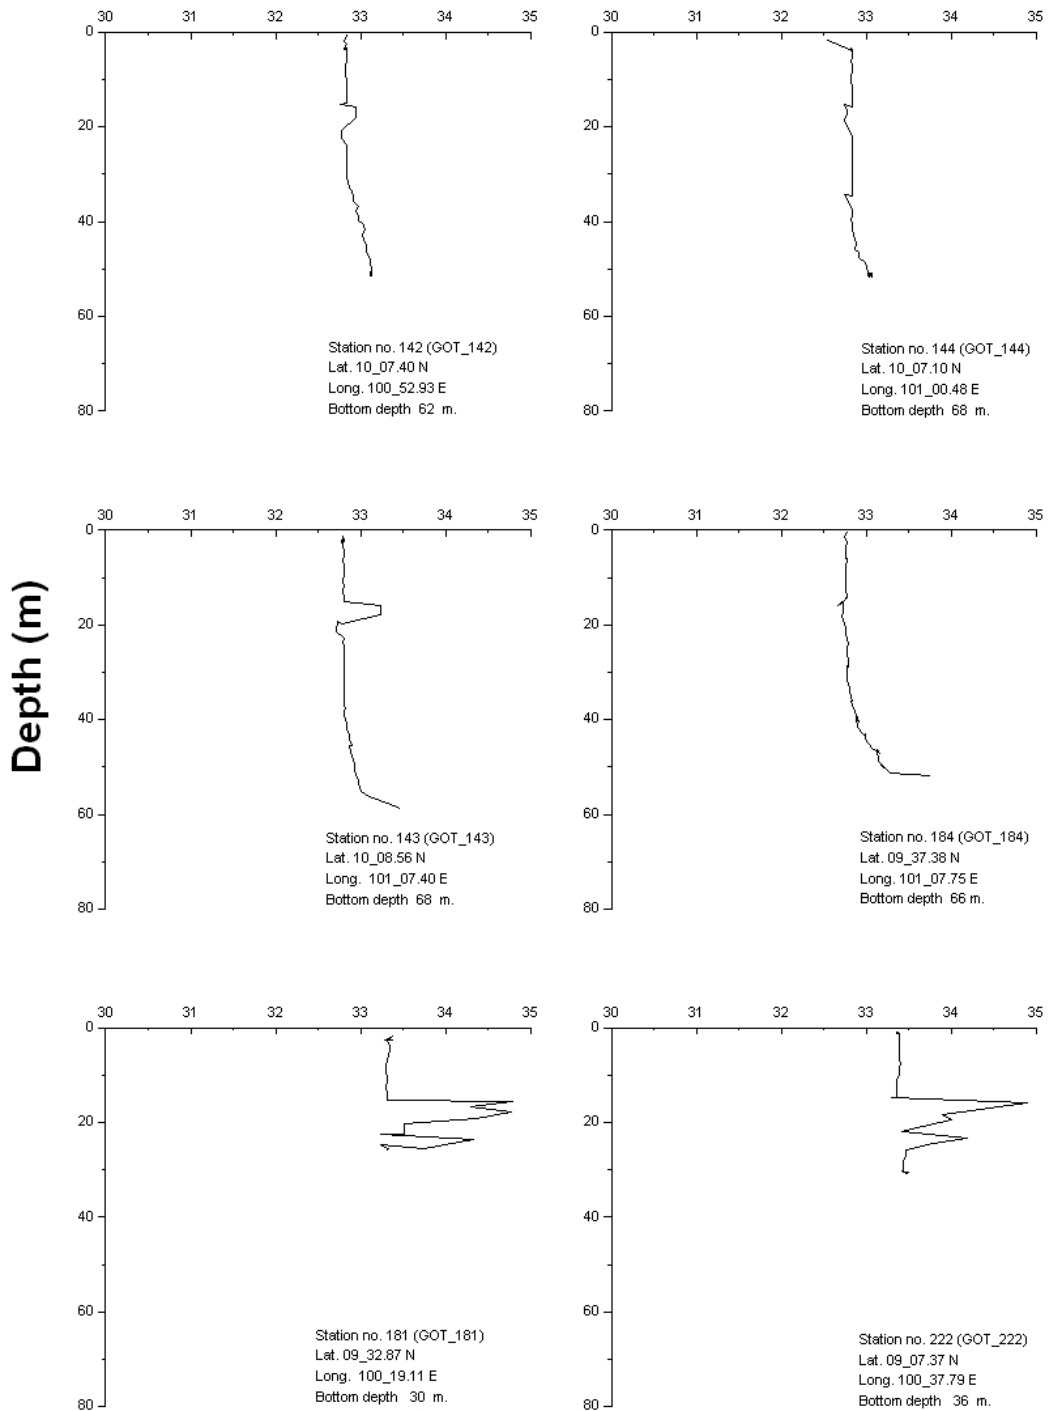 30 31 32 33 34 35
0
20
40
60
80
Station no. 142 (GOT_142)
Lat. 10_07.40 N
Long. 100_52.93 E
Bottom depth 62 m.
30 31 32 33 34 35
0
20
40
60
80
Station no. 144 (GOT_144)
Lat. 10_07.10 N
Long. 101_00.48 E
Bottom depth 68 m.
Depth (m)
30 31 32 33 34 35
0
20
40
60
80
Station no. 143 (GOT_143)
Lat. 10_08.56 N
Long. 101_07.40 E
Bottom depth 68 m.
30 31 32 33 34 35
0
20
40
60
80
Station no. 184 (GOT_184)
Lat. 09_37.38 N
Long. 101_07.75 E
Bottom depth 66 m.
30 31 32 33 34 35
0
20
40
60
80
Station no. 181 (GOT_181)
Lat. 09_32.87 N
Long. 100_19.11 E
Bottom depth 30 m.
30 31 32 33 34 35
0
20
40
60
80
Station no. 222 (GOT_222)
Lat. 09_07.37 N
Long. 100_37.79 E
Bottom depth 36 m.